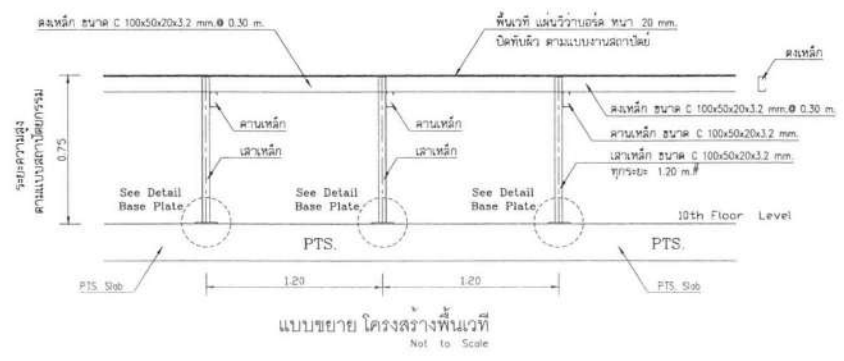 ตงเหล็ก ขนาด C 100x50x20x3.2 mm.@ 0.30 m.
พื้นเวที แผ่นวีว่าบอร์ด หนา 20 mm.
ปิดทับผิว ตามแบบงานสถาปัตย์
ตงเหล็ก
ระยะความสูง
ตามแบบสถาปัตยกรรม
0.75
คานเหล็ก
เสาเหล็ก
คานเหล็ก
เสาเหล็ก
ตงเหล็ก ขนาด C 100x50x20x3.2 mm.@ 0.30 m.
คานเหล็ก ขนาด C 100x50x20x3.2 mm.
เสาเหล็ก ขนาด C 100x50x20x3.2 mm.
ทุกระยะ 1.20 m.#
See Detail
Base Plate
See Detail
Base Plate
See Detail
Base Plate
10th Floor Level
PTS.
PTS.
PTS. Slab
1.20
1.20
PTS. Slab
แบบขยาย โครงสร้างพื้นเวที
Not to Scale